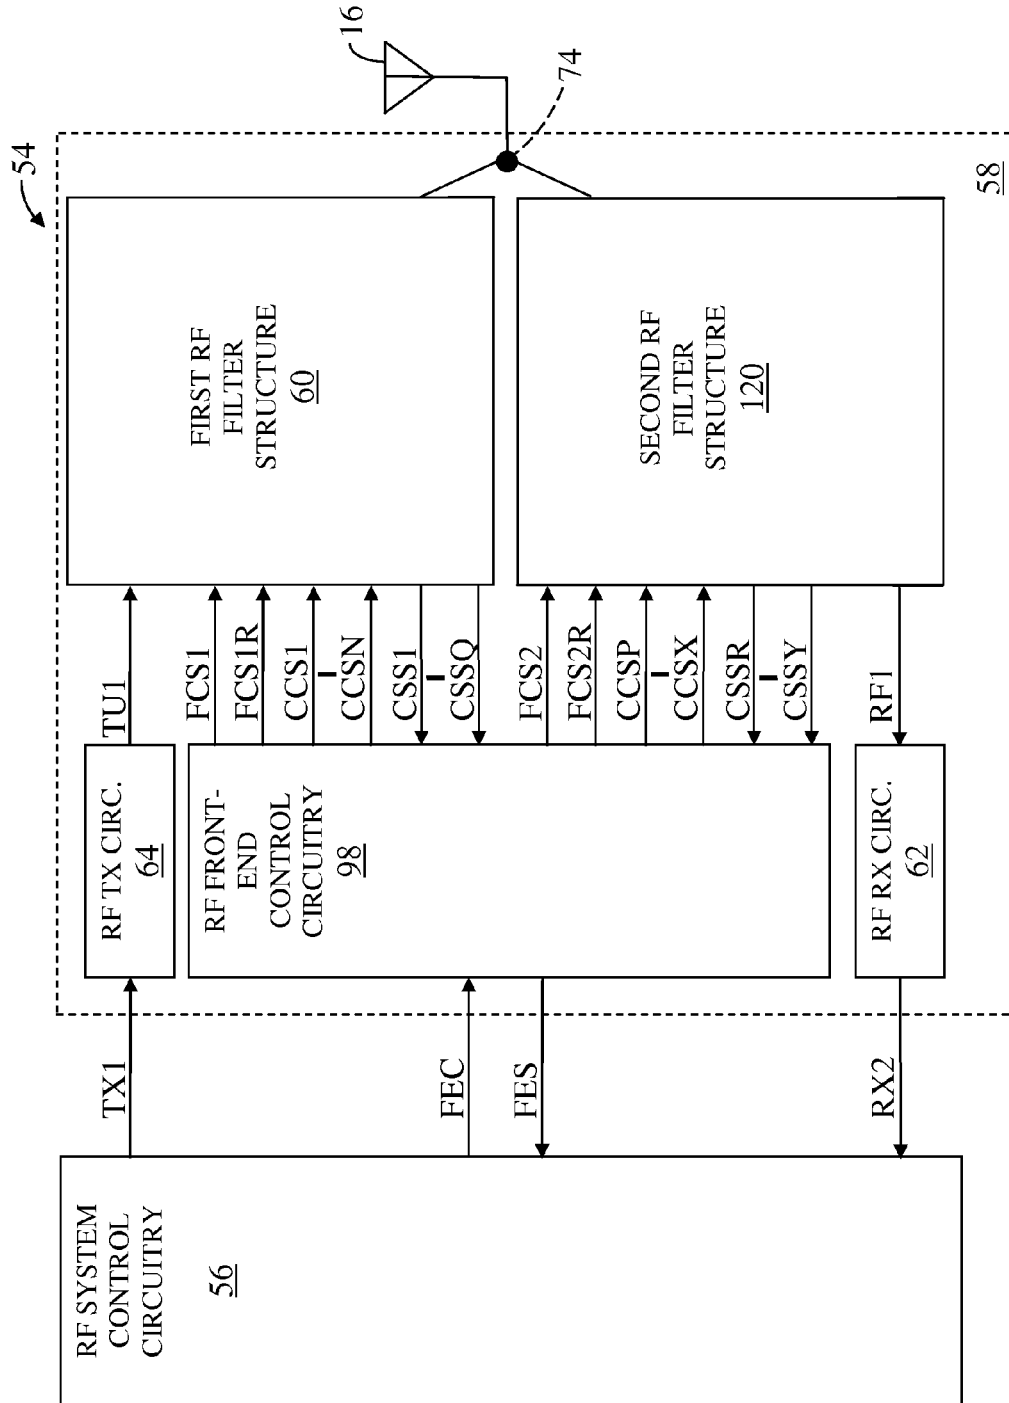 54
16
74
58
FIRST RF
FILTER
STRUCTURE
60
SECOND RF
FILTER
STRUCTURE
120
TU1
FCS1
FCS1R
CCS1
CCSN
CSS1
CSSQ
FCS2
FCS2R
CCSP
CCSX
CSSR
CSSY
RF1
RF TX CIRC.
64
RF FRONT-
END
CONTROL
CIRCUITRY
98
RF RX CIRC.
62
TX1
FEC
FES
RX2
RF SYSTEM
CONTROL
CIRCUITRY
56